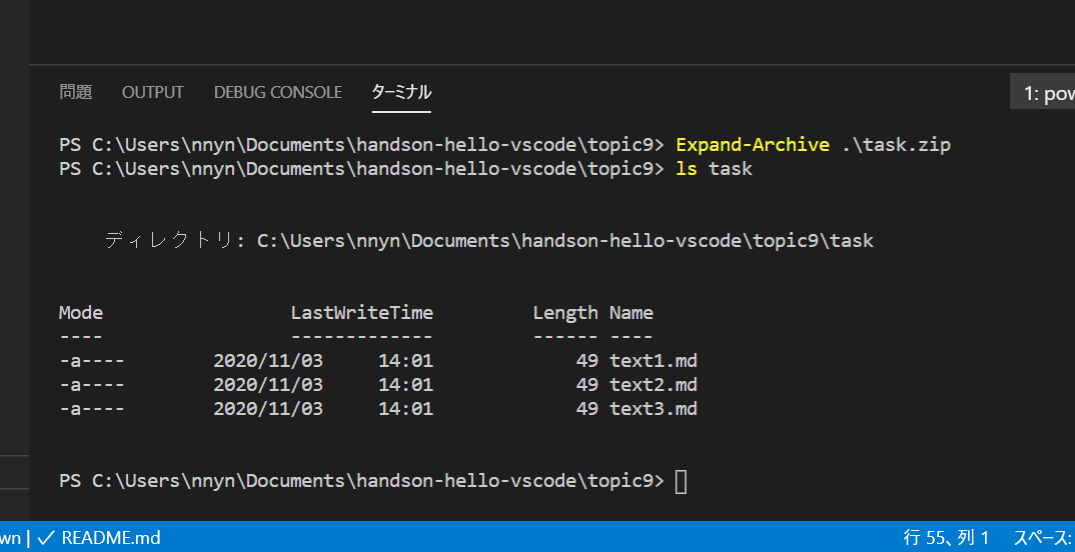 問題 OUTPUT DEBUG CONSOLE ターミナル 1: pow
PS C:\Users\nnyn\Documents\handson-hello-vscode\topic9> Expand-Archive .\task.zip
PS C:\Users\nnyn\Documents\handson-hello-vscode\topic9> ls task
ディレクトリ: C:\Users\nnyn\Documents\handson-hello-vscode\topic9\task
Mode LastWriteTime Length Name
---- ------------- ------ ----
-a---- 2020/11/03 14:01 49 text1.md
-a---- 2020/11/03 14:01 49 text2.md
-a---- 2020/11/03 14:01 49 text3.md
PS C:\Users\nnyn\Documents\handson-hello-vscode\topic9>
wn | ✓ README.md 行 55、列 1 スペース: